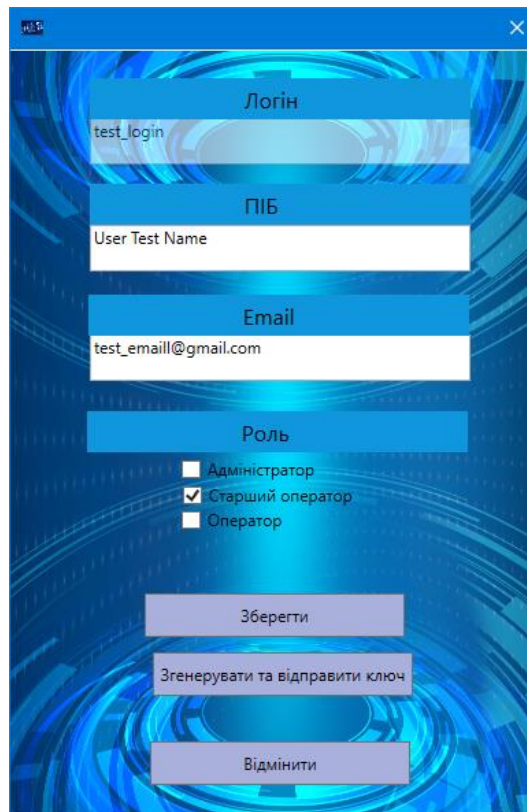 Логін
test_login
ПІБ
User Test Name
Email
test_emaill@gmail.com
Роль
Адміністратор
Старший оператор
Оператор
Зберегти
Згенерувати та відправити ключ
Відмінити